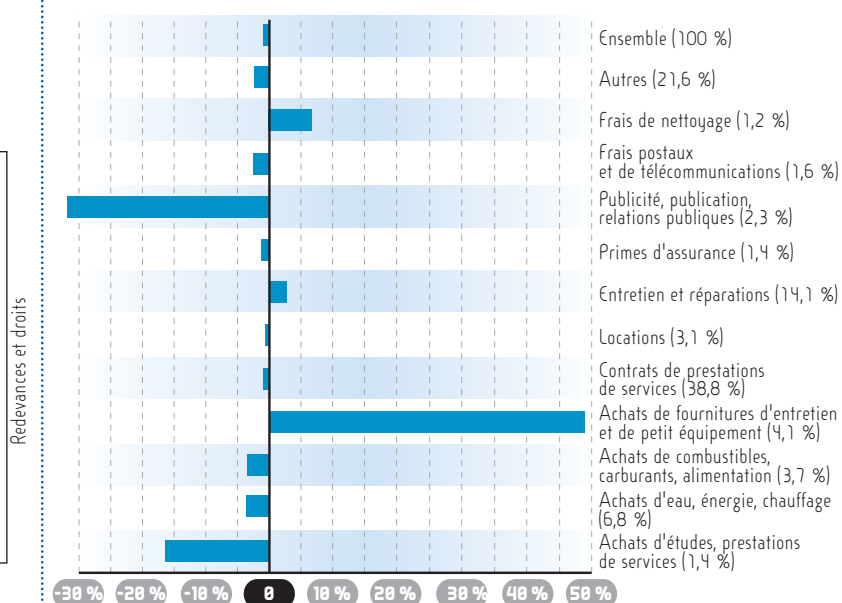 Redevances et droits
Ensemble (100 %)
Autres (21,6 %)
Frais de nettoyage (1,2 %)
Frais postaux
et de télécommunications (1,6 %)
Publicité, publication,
relations publiques (2,3 %)
Primes d'assurance (1,4 %)
Entretien et réparations (14,1 %)
Locations (3,1 %)
Contrats de prestations
de services (38,8 %)
Achats de fournitures d'entretien
et de petit équipement (4,1 %)
Achats de combustibles,
carburants, alimentation (3,7 %)
Achats d'eau, énergie, chauffage
(6,8 %)
Achats d'études, prestations
de services (1,4 %)
-30 % -20 % -10 % 0 10 % 20 % 30 % 40 % 50 %